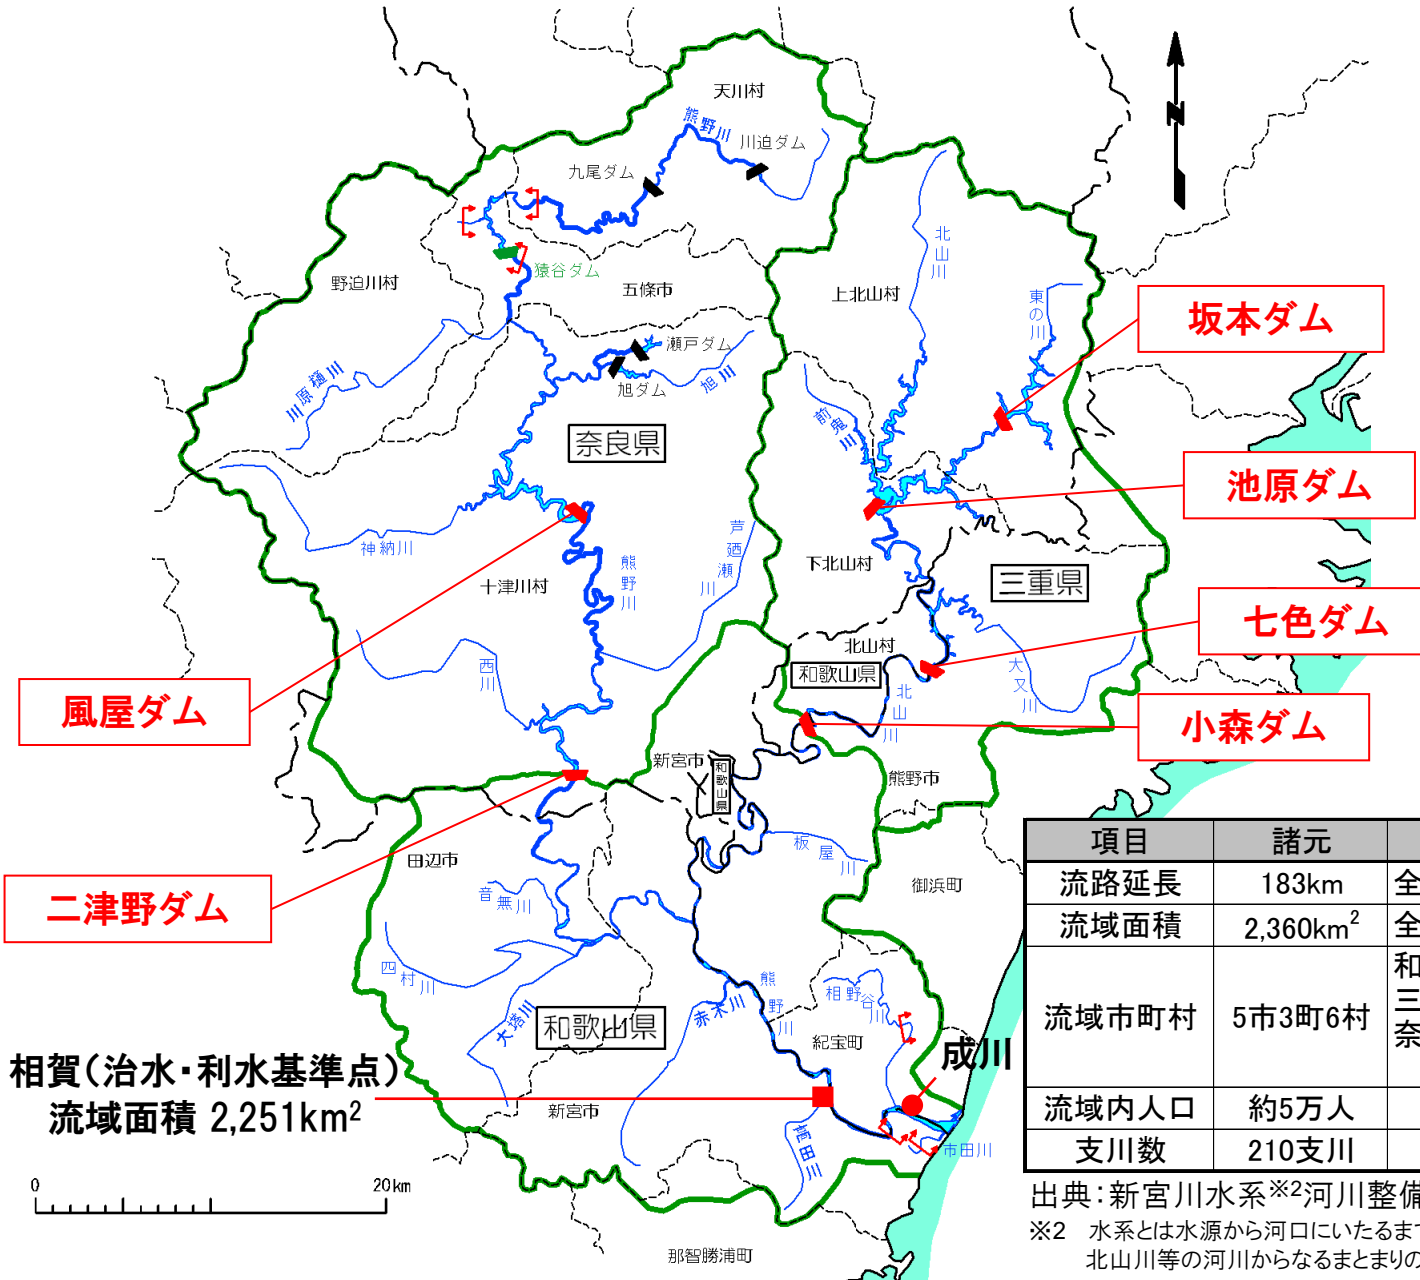 天川村
熊野川
川迫ダム
九尾ダム
北山川
猿谷ダム
野迫川村
五條市
上北山村
東の川
坂本ダム
瀬戸ダム
旭ダム
旭川
川原樋川
前鬼川
奈良県
池原ダム
神納川
十津川村
熊野川
芦廼瀬川
下北山村
三重県
七色ダム
北山村
和歌山県
大又川
西川
北山川
風屋ダム
小森ダム
新宮市
和歌山県
熊野市
田辺市
板屋川
御浜町
音無川
二津野ダム
四村川
大塔川
和歌山県
赤木川
熊野川
相野谷川
紀宝町
成川
相賀(治水・利水基準点)
流域面積 2,251km²
新宮市
高田川
市田川
0 20km
那智勝浦町
項目 諸元
流路延長 183km 全
流域面積 2,360km² 全
流域市町村 5市3町6村 和
三
奈
流域内人口 約5万人
支川数 210支川
出典:新宮川水系※2河川整備
※2 水系とは水源から河口にいたるまで
北山川等の河川からなるまとまりの
N